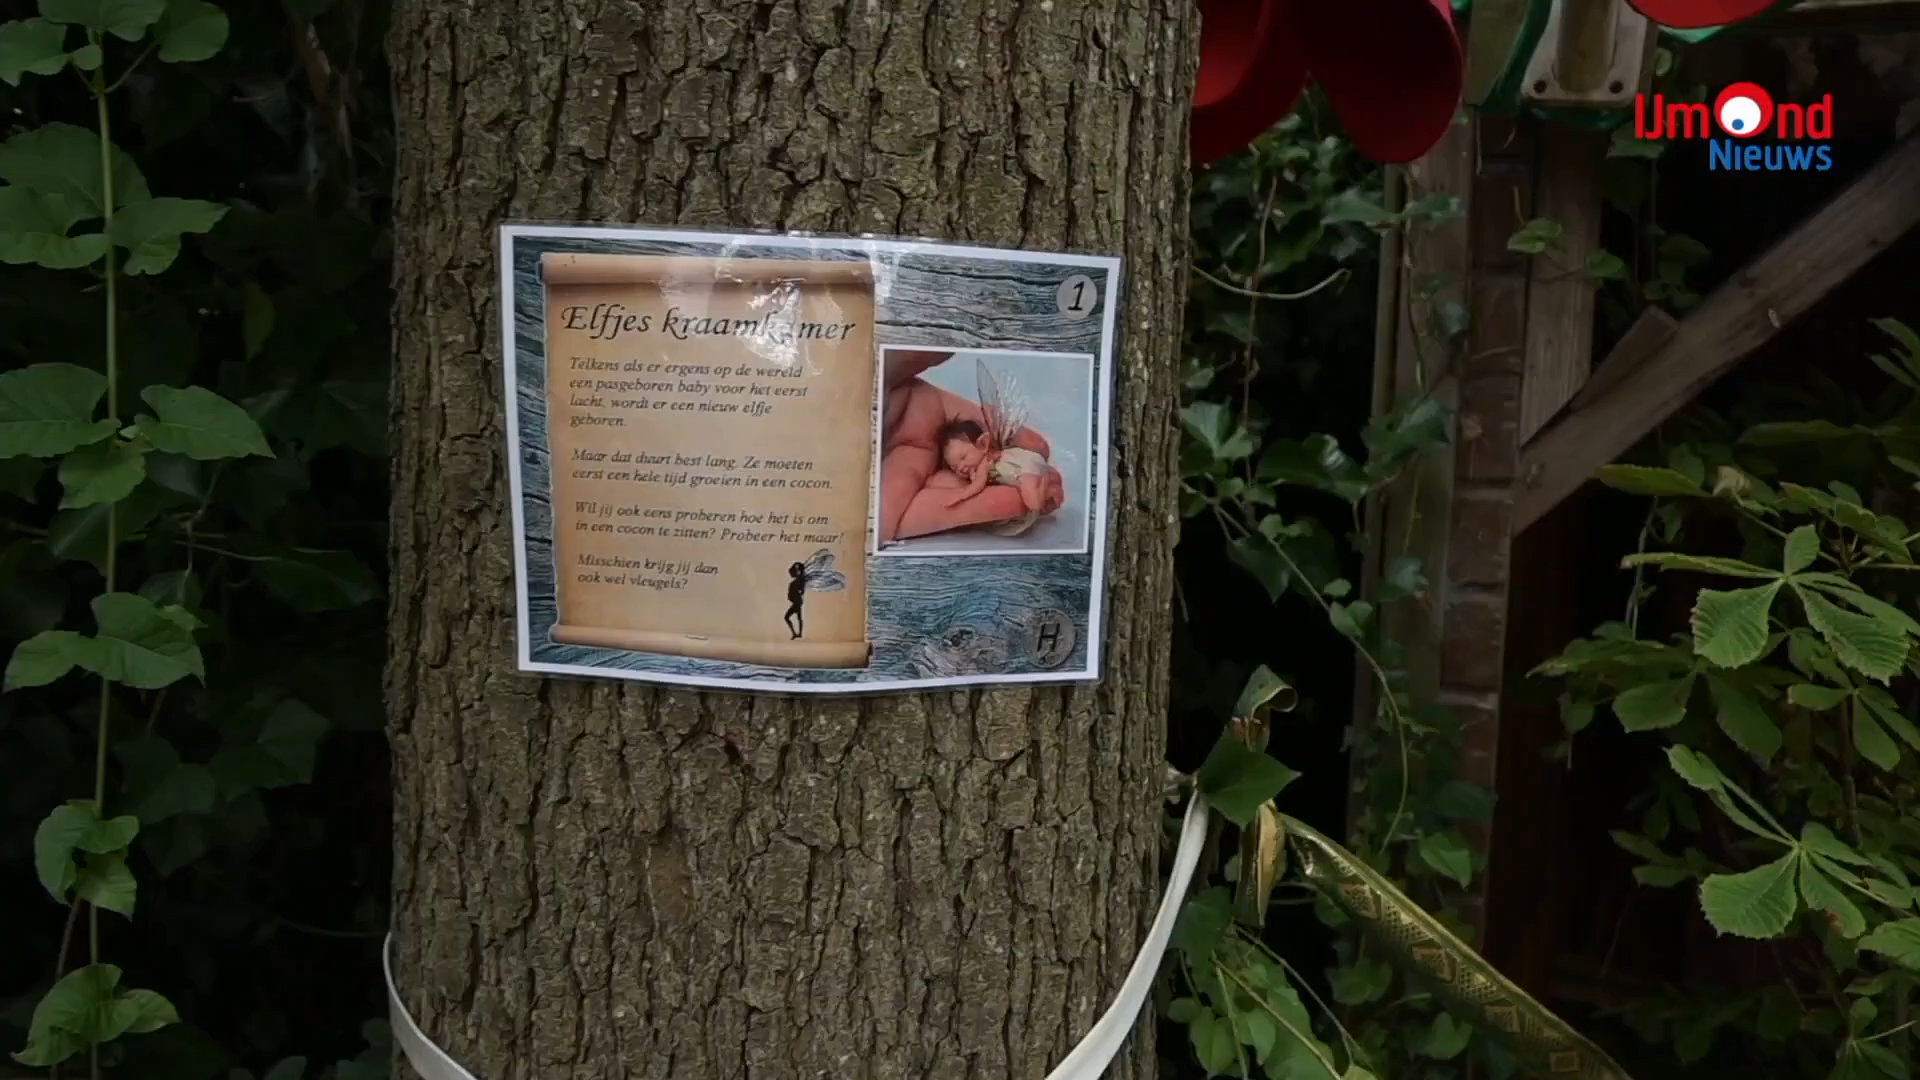 IJmond
Nieuws
1
Elfjes kraamkamer
Telkens als er ergens op de wereld
een pasgeboren baby voor het eerst
lacht, wordt er een nieuw elfje
geboren.
Maar dat duurt best lang. Ze moeten
eerst een hele tijd groeien in een cocon.
Wil jij ook eens proberen hoe het is om
in een cocon te zitten? Probeer het maar!
Misschien krijg jij dan
ook wel vleugels?
H